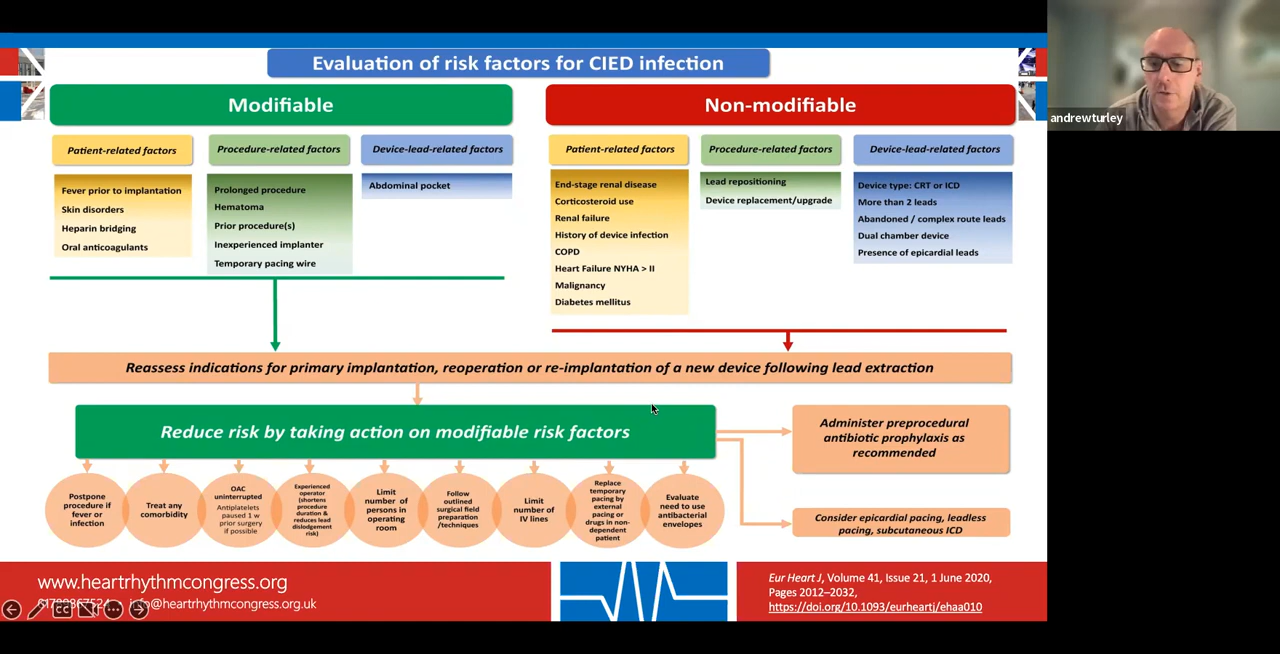 Evaluation of risk factors for CIED infection
Modifiable
Non-modifiable
Patient-related factors
Procedure-related factors
Device-lead-related factors
Patient-related factors
Procedure-related factors
Device-lead-related factors
Fever prior to implantation
Skin disorders
Heparin bridging
Oral anticoagulants
Prolonged procedure
Hematoma
Prior procedure(s)
Inexperienced implanter
Temporary pacing wire
Abdominal pocket
End-stage renal disease
Corticosteroid use
Renal failure
History of device infection
COPD
Heart Failure NYHA > II
Malignancy
Diabetes mellitus
Lead repositioning
Device replacement/upgrade
Device type: CRT or ICD
More than 2 leads
Abandoned / complex route leads
Dual chamber device
Presence of epicardial leads
Reassess indications for primary implantation, reoperation or re-implantation of a new device following lead extraction
Reduce risk by taking action on modifiable risk factors
Administer preprocedural
antibiotic prophylaxis as
recommended
Postpone
procedure if
fever or
infection
Treat any
comorbidity
OAC
uninterrupted
Antiplatelets
paused 1 w
prior surgery
if possible
Experienced
operator
(shortens
procedure
duration &
reduces lead
dislodgement
risk)
Limit
number of
persons in
operating
room
Follow
outlined
surgical field
preparation
/techniques
Limit
number of
IV lines
Replace
temporary
pacing by
external
pacing or
drugs in non-
dependent
patient
Evaluate
need to use
antibacterial
envelopes
Consider epicardial pacing, leadless
pacing, subcutaneous ICD
www.heartrhythmcongress.org
info@heartrhythmcongress.org.uk
CC
Eur Heart J, Volume 41, Issue 21, 1 June 2020,
Pages 2012–2032,
https://doi.org/10.1093/eurheartj/ehaa010
andrewturley